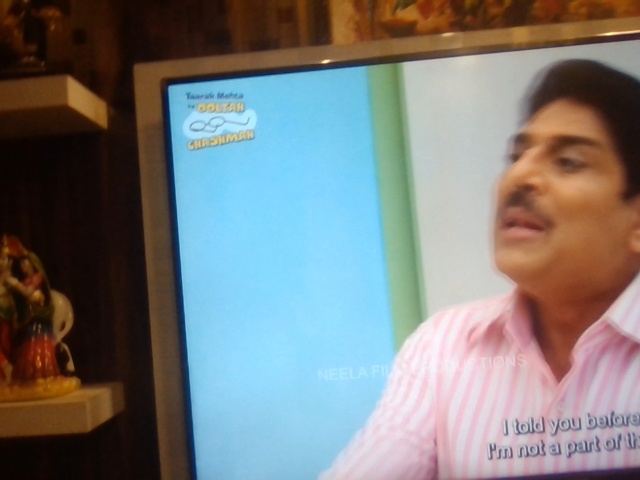 Taarak Mehta
ka OOLTAH
CHASHMAH
NEELA FILM PRODUCTIONS
I told you before
I'm not a part of th